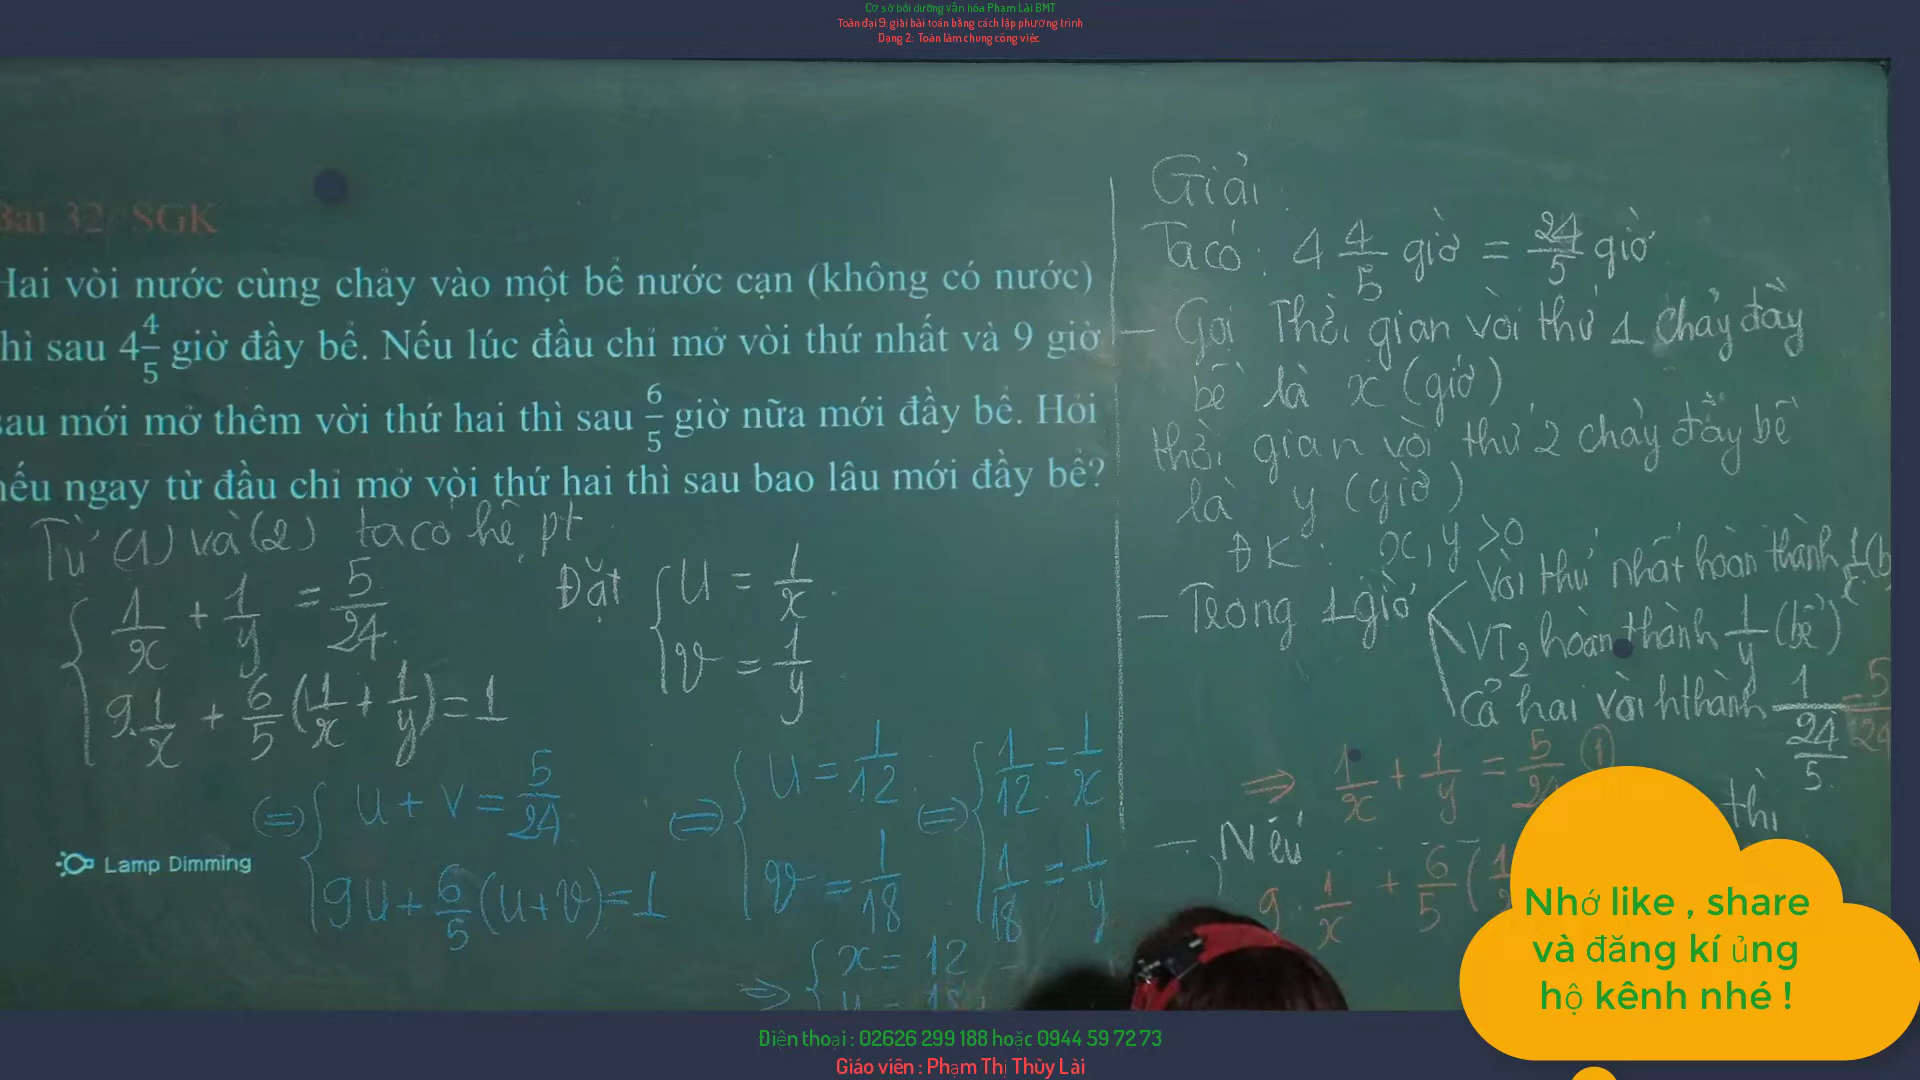 Cơ sở bồi dưỡng văn hóa Phạm Lài BMT
Toán đại 9: giải bài toán bằng cách lập phương trình
Dạng 2: Toán làm chung công việc
Bài 32: SGK
Hai vòi nước cùng chảy vào một bể nước cạn (không có nước)
thì sau 4 4/5 giờ đầy bể. Nếu lúc đầu chỉ mở vòi thứ nhất và 9 giờ
sau mới mở thêm vời thứ hai thì sau 6/5 giờ nữa mới đầy bể. Hỏi
nếu ngay từ đầu chỉ mở vòi thứ hai thì sau bao lâu mới đầy bể?
Từ (1) và (2) ta có hệ pt
{ 1/x + 1/y = 5/24
9.1/x + 6/5 (1/x + 1/y) = 1
Đặt { u = 1/x
v = 1/y
⇔ { u + v = 5/24
9u + 6/5 (u+v) = 1
⇔ { u = 1/12
v = 1/18
⇔ { 1/12 = 1/x
1/18 = 1/y
⇒ { x = 12
y = 18
Lamp Dimming
Giải
Ta có: 4 4/5 giờ = 24/5 giờ
- Gọi Thời gian vòi thứ 1 chảy đầy
bể là x (giờ)
thời gian vòi thứ 2 chảy đầy bể
là y (giờ)
ĐK: x, y > 0
- Trong 1 giờ
Vòi thứ nhất hoàn thành 1/x (b
VT2 hoàn thành 1/y (bể)
Cả hai vòi hthành 1/(24/5) = 5/24
⇒ 1/x + 1/y = 5/24 ①
- Nếu
thì
9 . 1/x + 6/5 (1
Nhớ like , share
và đăng kí ủng
hộ kênh nhé !
Điện thoại : 02626 299 188 hoặc 0944 59 72 73
Giáo viên : Phạm Thị Thùy Lài